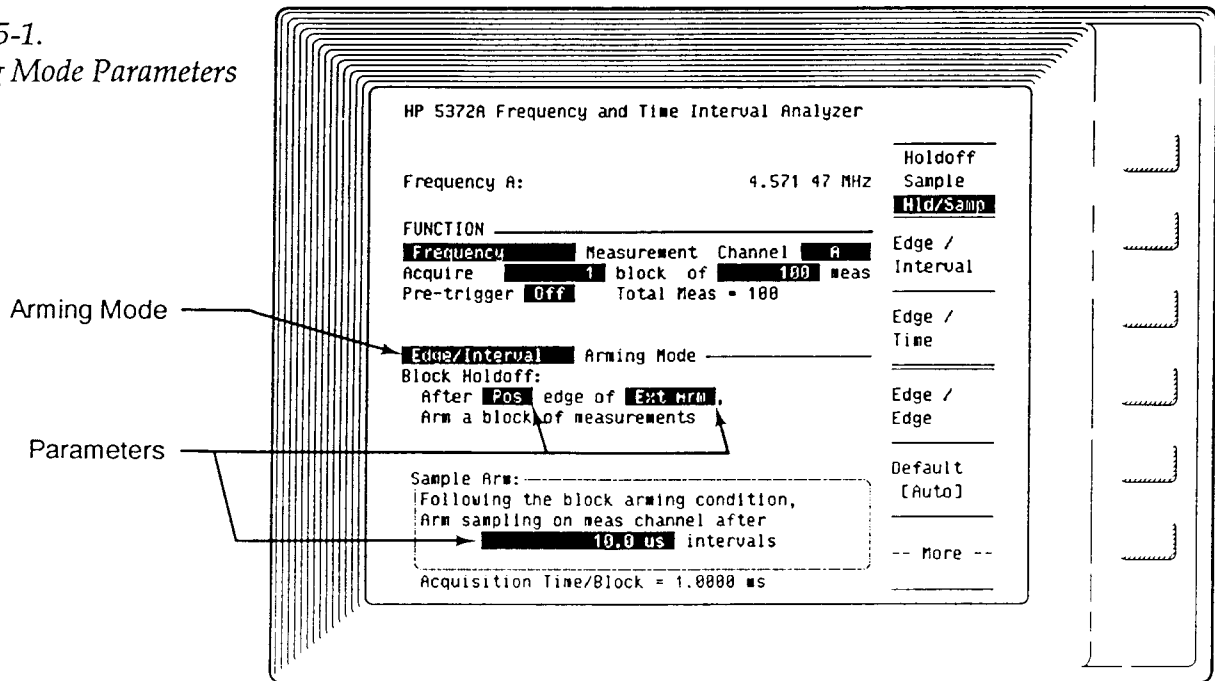 5-1.
Mode Parameters
HP 5372A Frequency and Time Interval Analyzer
Frequency A: 4.571 47 MHz
FUNCTION
Frequency Measurement Channel A
Acquire 1 block of 100 meas
Pre-trigger Off Total Meas = 100
Edge/Interval Arming Mode
Block Holdoff:
After Pos edge of Ext Arm,
Arm a block of measurements
Sample Arm:
Following the block arming condition,
Arm sampling on meas channel after
10.0 us intervals
Acquisition Time/Block = 1.0000 ms
Holdoff
Sample
Hld/Samp
Edge /
Interval
Edge /
Time
Edge /
Edge
Default
[Auto]
-- More --
Arming Mode
Parameters